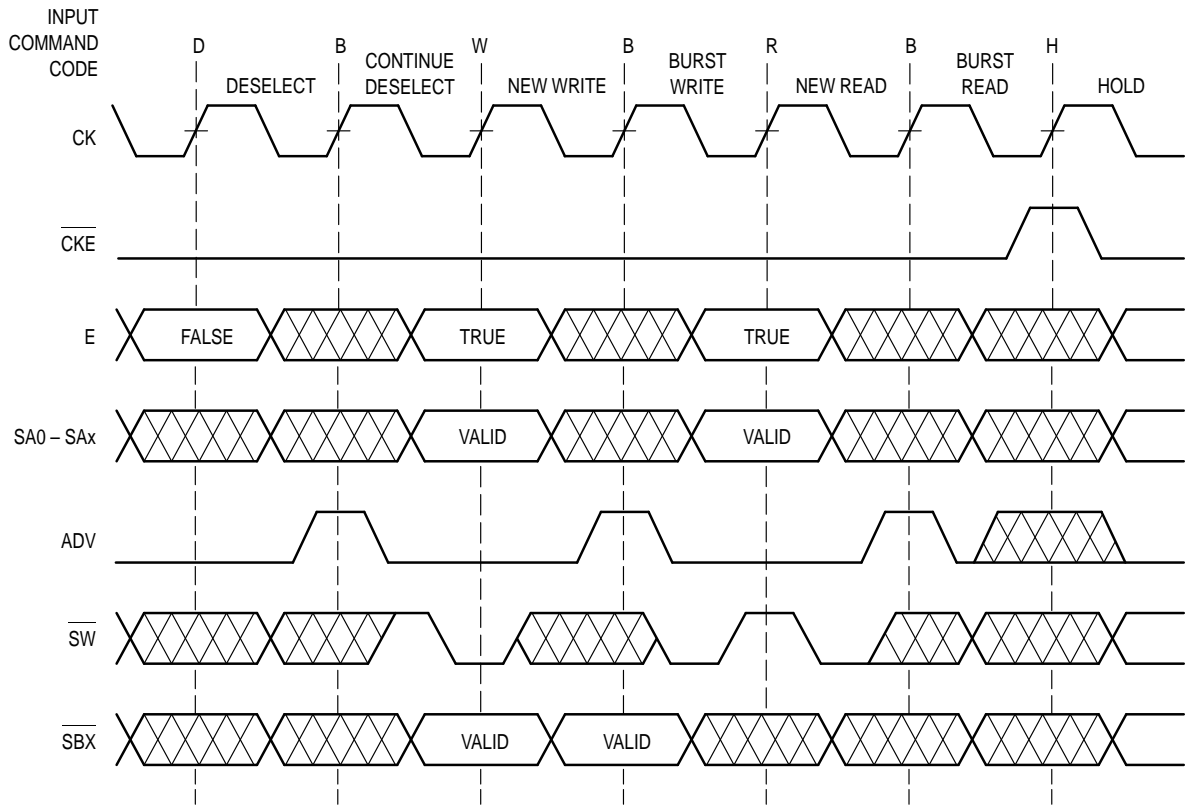 INPUT
COMMAND
CODE
D B W B R B H
DESELECT
CONTINUE
DESELECT
NEW WRITE
BURST
WRITE
NEW READ
BURST
READ
HOLD
CK
CKE
E
FALSE TRUE TRUE
SA0 – SAx
VALID VALID
ADV
SW
SBX
VALID VALID